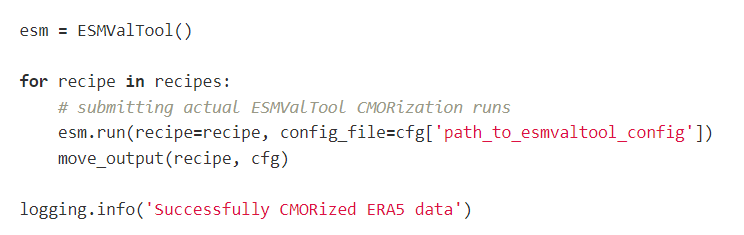 esm = ESMValTool()
for recipe in recipes:
    # submitting actual ESMValTool CMORization runs
    esm.run(recipe=recipe, config_file=cfg['path_to_esmvaltool_config'])
    move_output(recipe, cfg)
logging.info('Successfully CMORized ERA5 data')